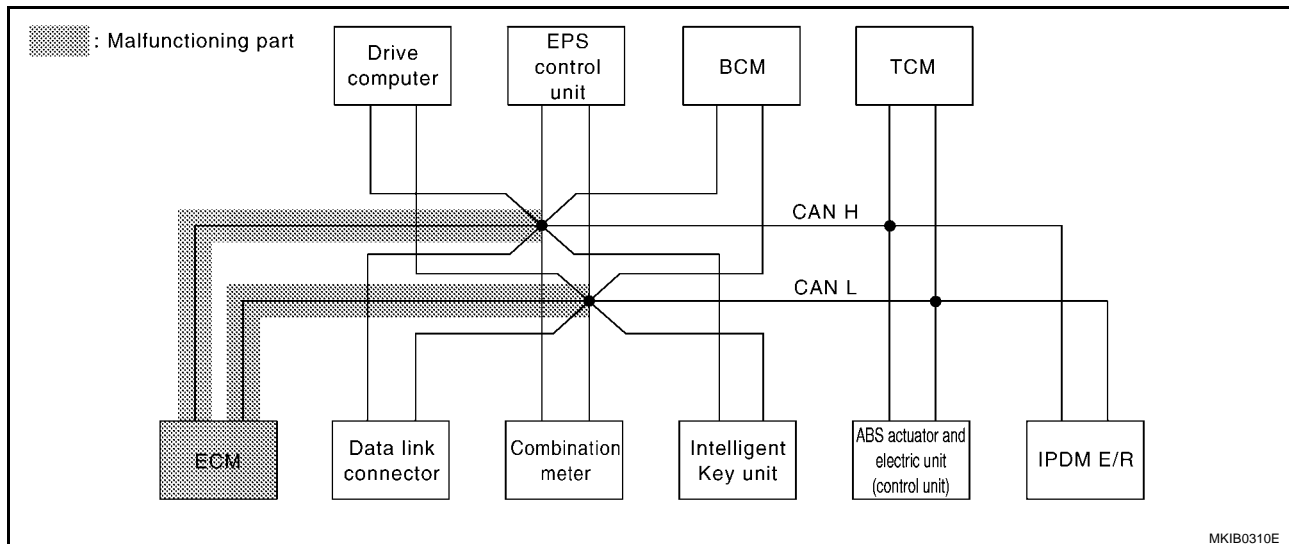 : Malfunctioning part
Drive
computer
EPS
control
unit
BCM
TCM
CAN H
CAN L
ECM
Data link
connector
Combination
meter
Intelligent
Key unit
ABS actuator and
electric unit
(control unit)
IPDM E/R
MKIB0310E